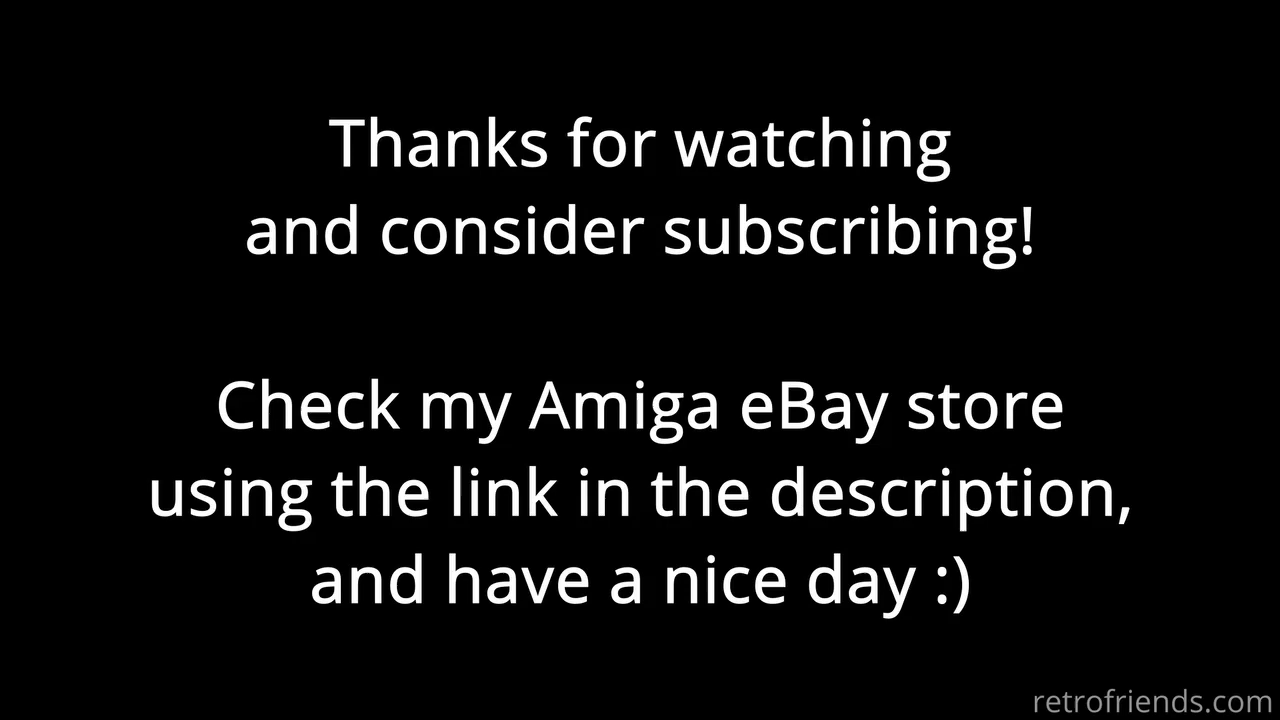 Thanks for watching
and consider subscribing!
Check my Amiga eBay store
using the link in the description,
and have a nice day :)
retrofriends.com